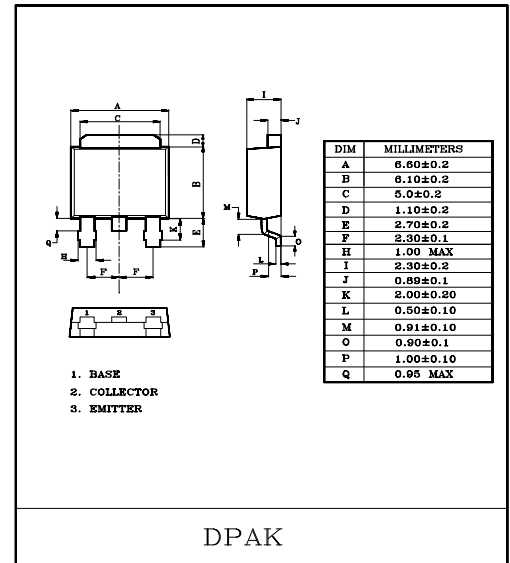 A
C
D
B
E
K
Q
H
F F
I
J
M
O
L
P
1 2 3
1. BASE
2. COLLECTOR
3. EMITTER
DIM MILLIMETERS
A 6.60±0.2
B 6.10±0.2
C 5.0±0.2
D 1.10±0.2
E 2.70±0.2
F 2.30±0.1
H 1.00 MAX
I 2.30±0.2
J 0.89±0.1
K 2.00±0.20
L 0.50±0.10
M 0.91±0.10
O 0.90±0.1
P 1.00±0.10
Q 0.95 MAX
DPAK